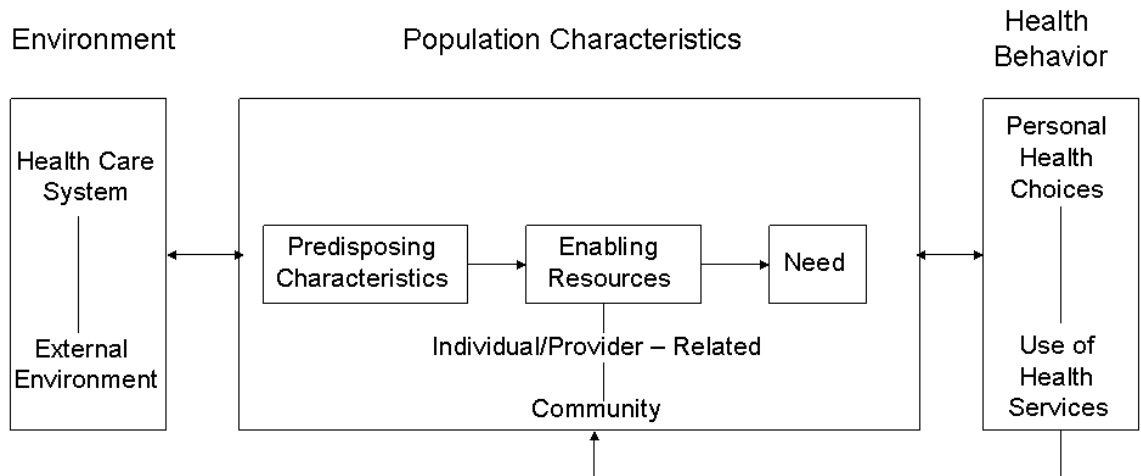 Environment
Population Characteristics
Health
Behavior
Health Care
System
External
Environment
Predisposing
Characteristics
Enabling
Resources
Need
Individual/Provider – Related
Community
Personal
Health
Choices
Use of
Health
Services